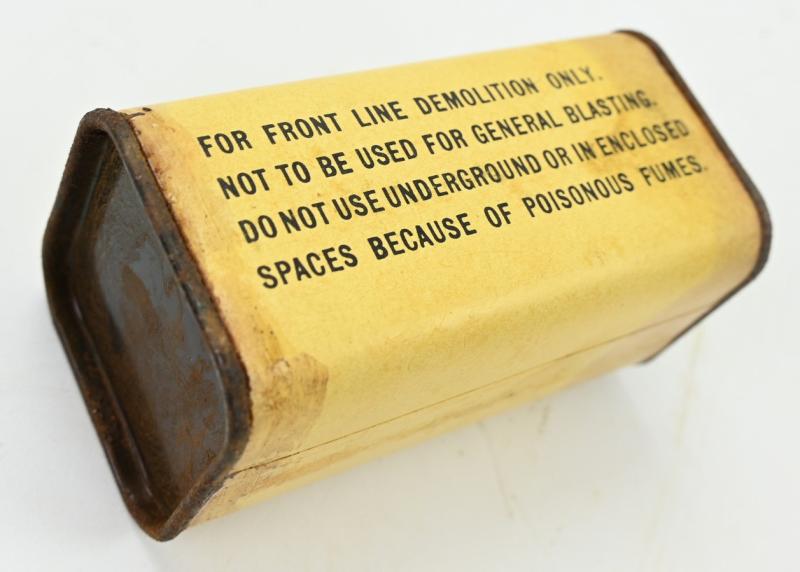 FOR FRONT LINE DEMOLITION ONLY.
NOT TO BE USED FOR GENERAL BLASTING.
DO NOT USE UNDERGROUND OR IN ENCLOSED
SPACES BECAUSE OF POISONOUS FUMES.